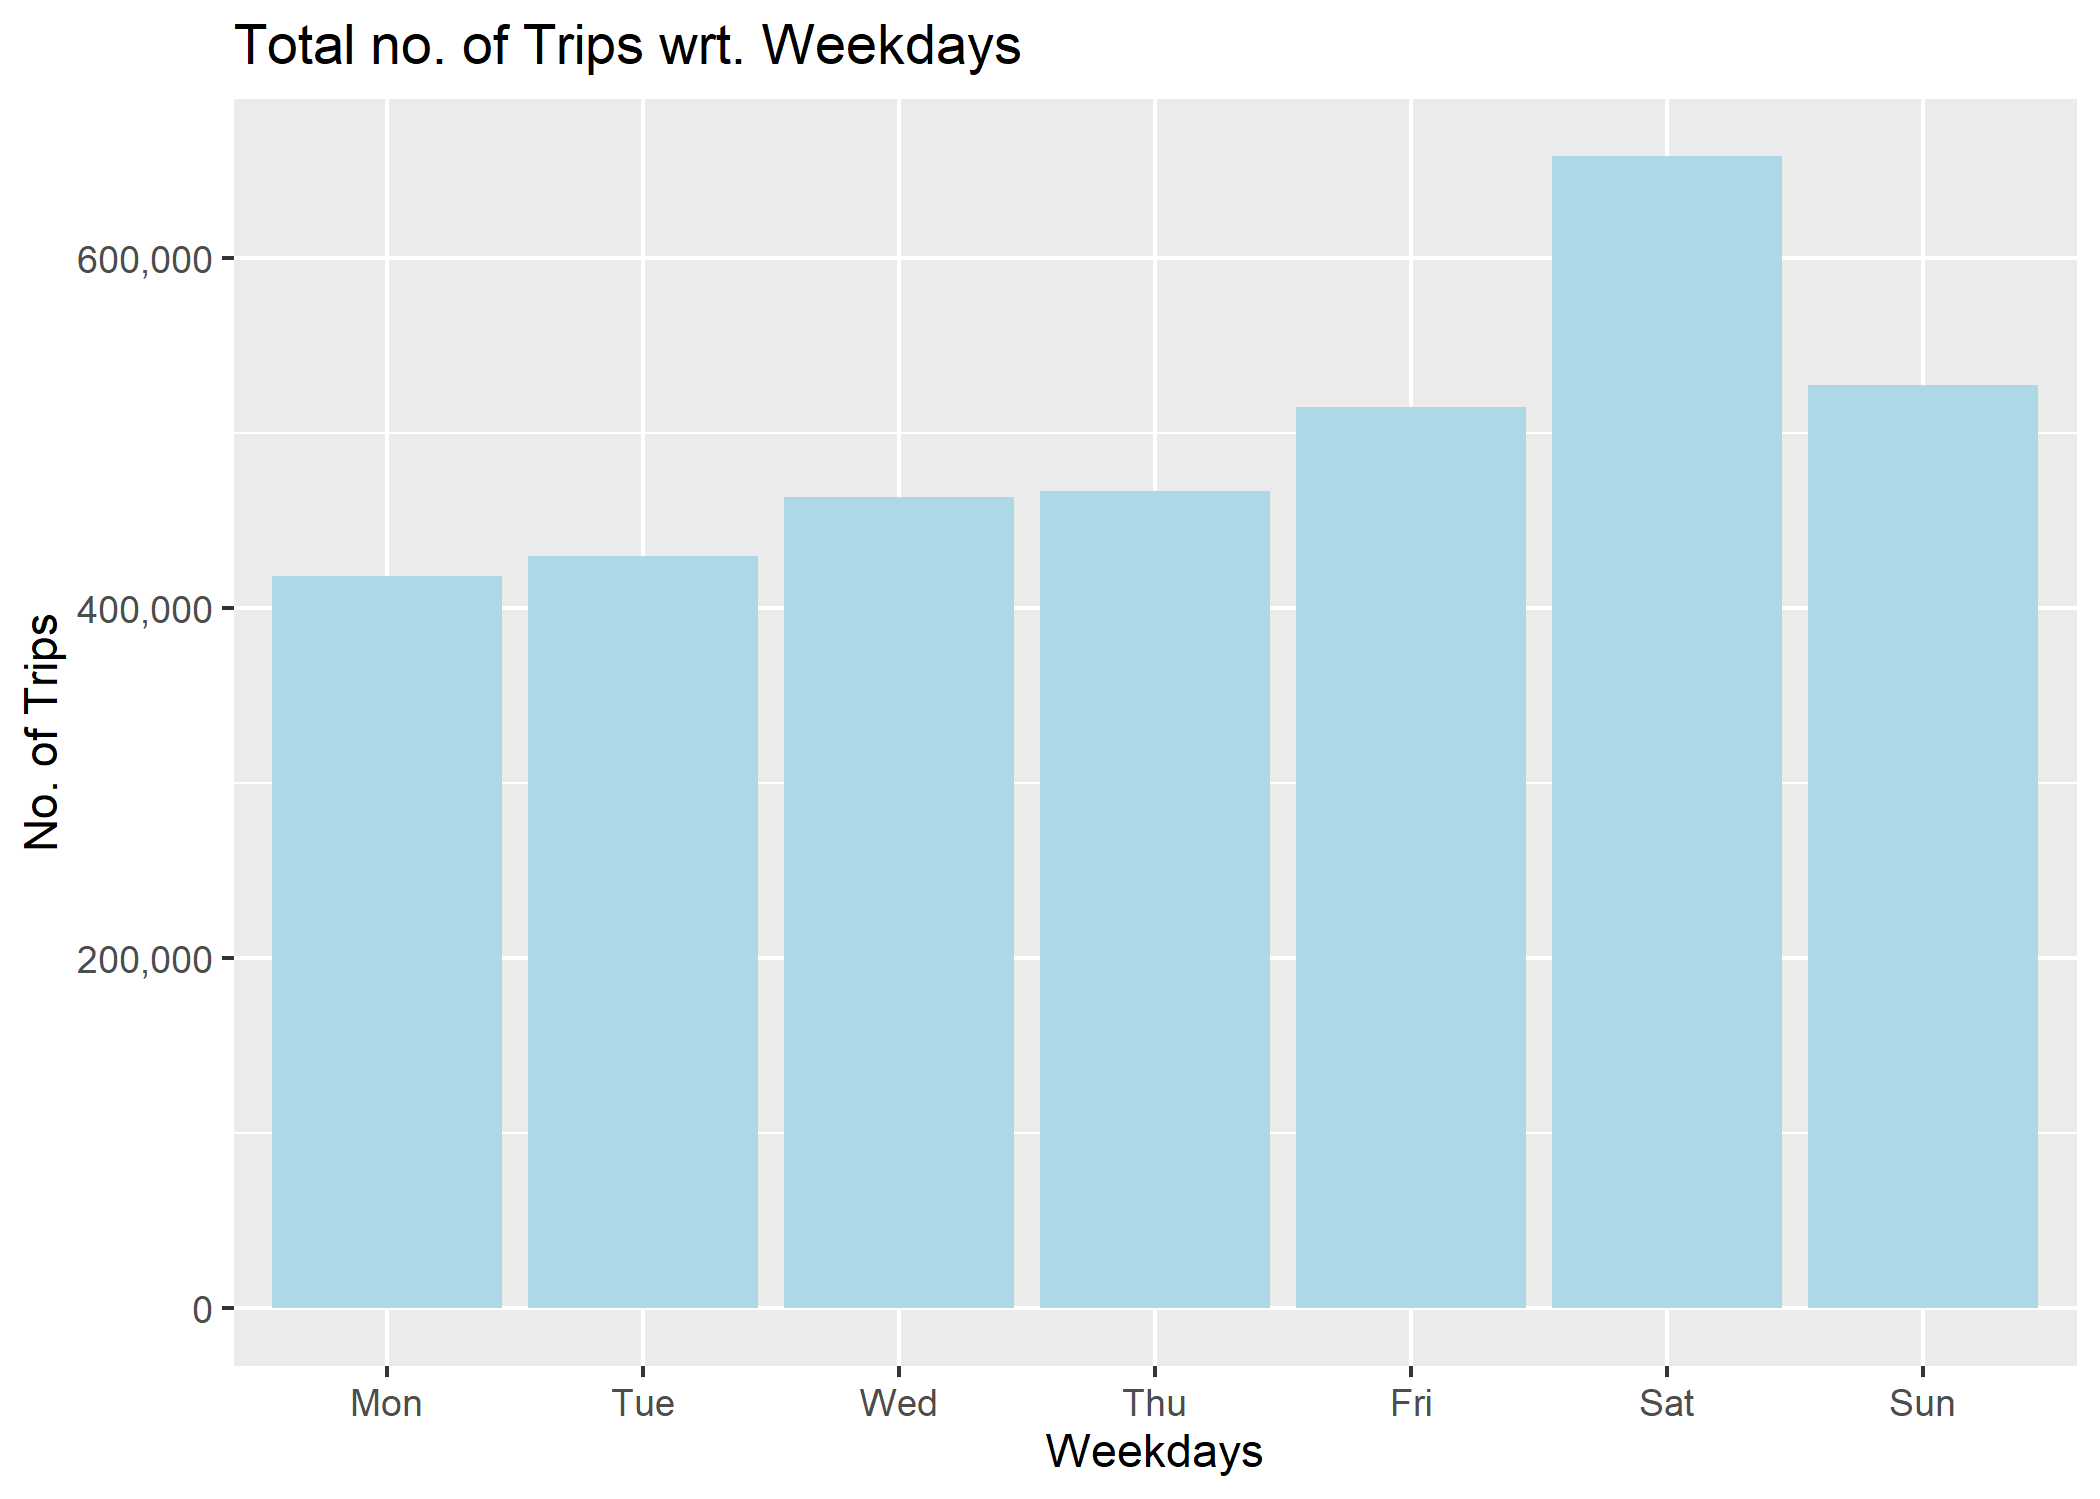 Total no. of Trips wrt. Weekdays
No. of Trips
600,000
400,000
200,000
0
Mon Tue Wed Thu Fri Sat Sun
Weekdays